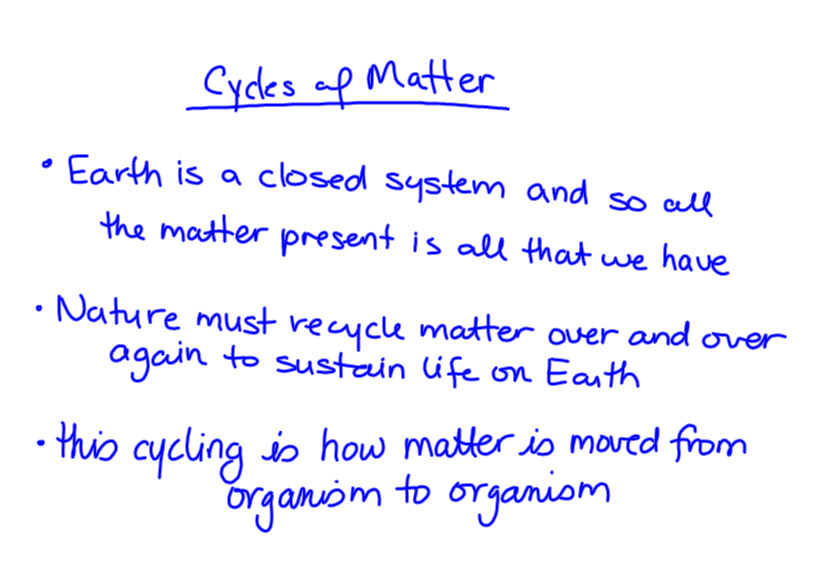 Cycles of Matter
• Earth is a closed system and so all
the matter present is all that we have
• Nature must recycle matter over and over
again to sustain life on Earth
• this cycling is how matter is moved from
organism to organism